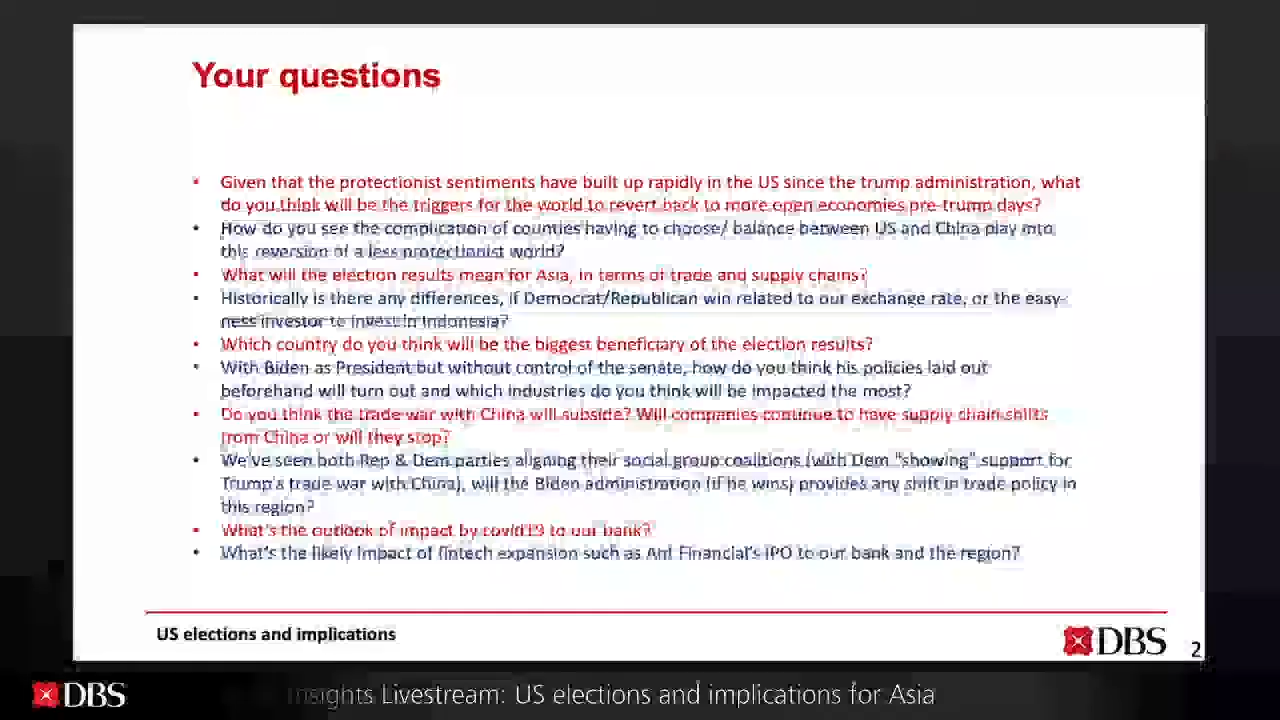 Your questions
• Given that the protectionist sentiments have built up rapidly in the US since the trump administration, what
do you think will be the triggers for the world to revert back to more open economies pre-trump days?
• How do you see the complication of counties having to choose/ balance between US and China play into
this reversion of a less protectionist world?
• What will the election results mean for Asia, in terms of trade and supply chains?
• Historically is there any differences, if Democrat/Republican win related to our exchange rate, or the easy-
ness investor to invest in Indonesia?
• Which country do you think will be the biggest beneficiary of the election results?
• With Biden as President but without control of the senate, how do you think his policies laid out
beforehand will turn out and which industries do you think will be impacted the most?
• Do you think the trade war with China will subside? Will companies continue to have supply chain shifts
from China or will they stop?
• We've seen both Rep & Dem parties aligning their social group coalitions (with Dem "showing" support for
Trump's trade war with China), will the Biden administration (if he wins) provides any shift in trade policy in
this region?
• What's the outlook of impact by covid19 to our bank?
• What's the likely impact of fintech expansion such as Ant Financial's IPO to our bank and the region?
US elections and implications
DBS
2
DBS
Insights Livestream: US elections and implications for Asia